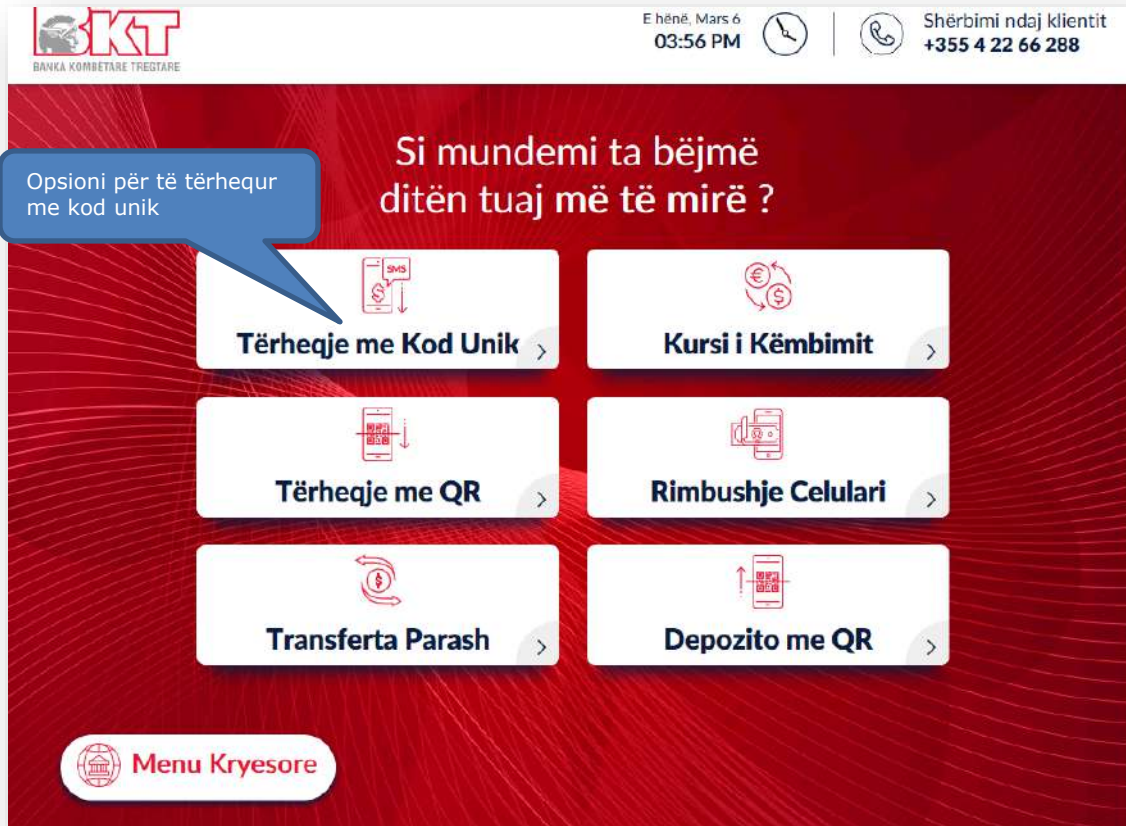 BKT
BANKA KOMBËTARE TREGTARE
E hënë, Mars 6
03:56 PM
Shërbimi ndaj klientit
+355 4 22 66 288
Si mundemi ta bëjmë
ditën tuaj më të mirë ?
Opsioni për të tërhequr
me kod unik
SMS
Tërheqje me Kod Unik
Kursi i Këmbimit
Tërheqje me QR
Rimbushje Celulari
Transferta Parash
Depozito me QR
Menu Kryesore